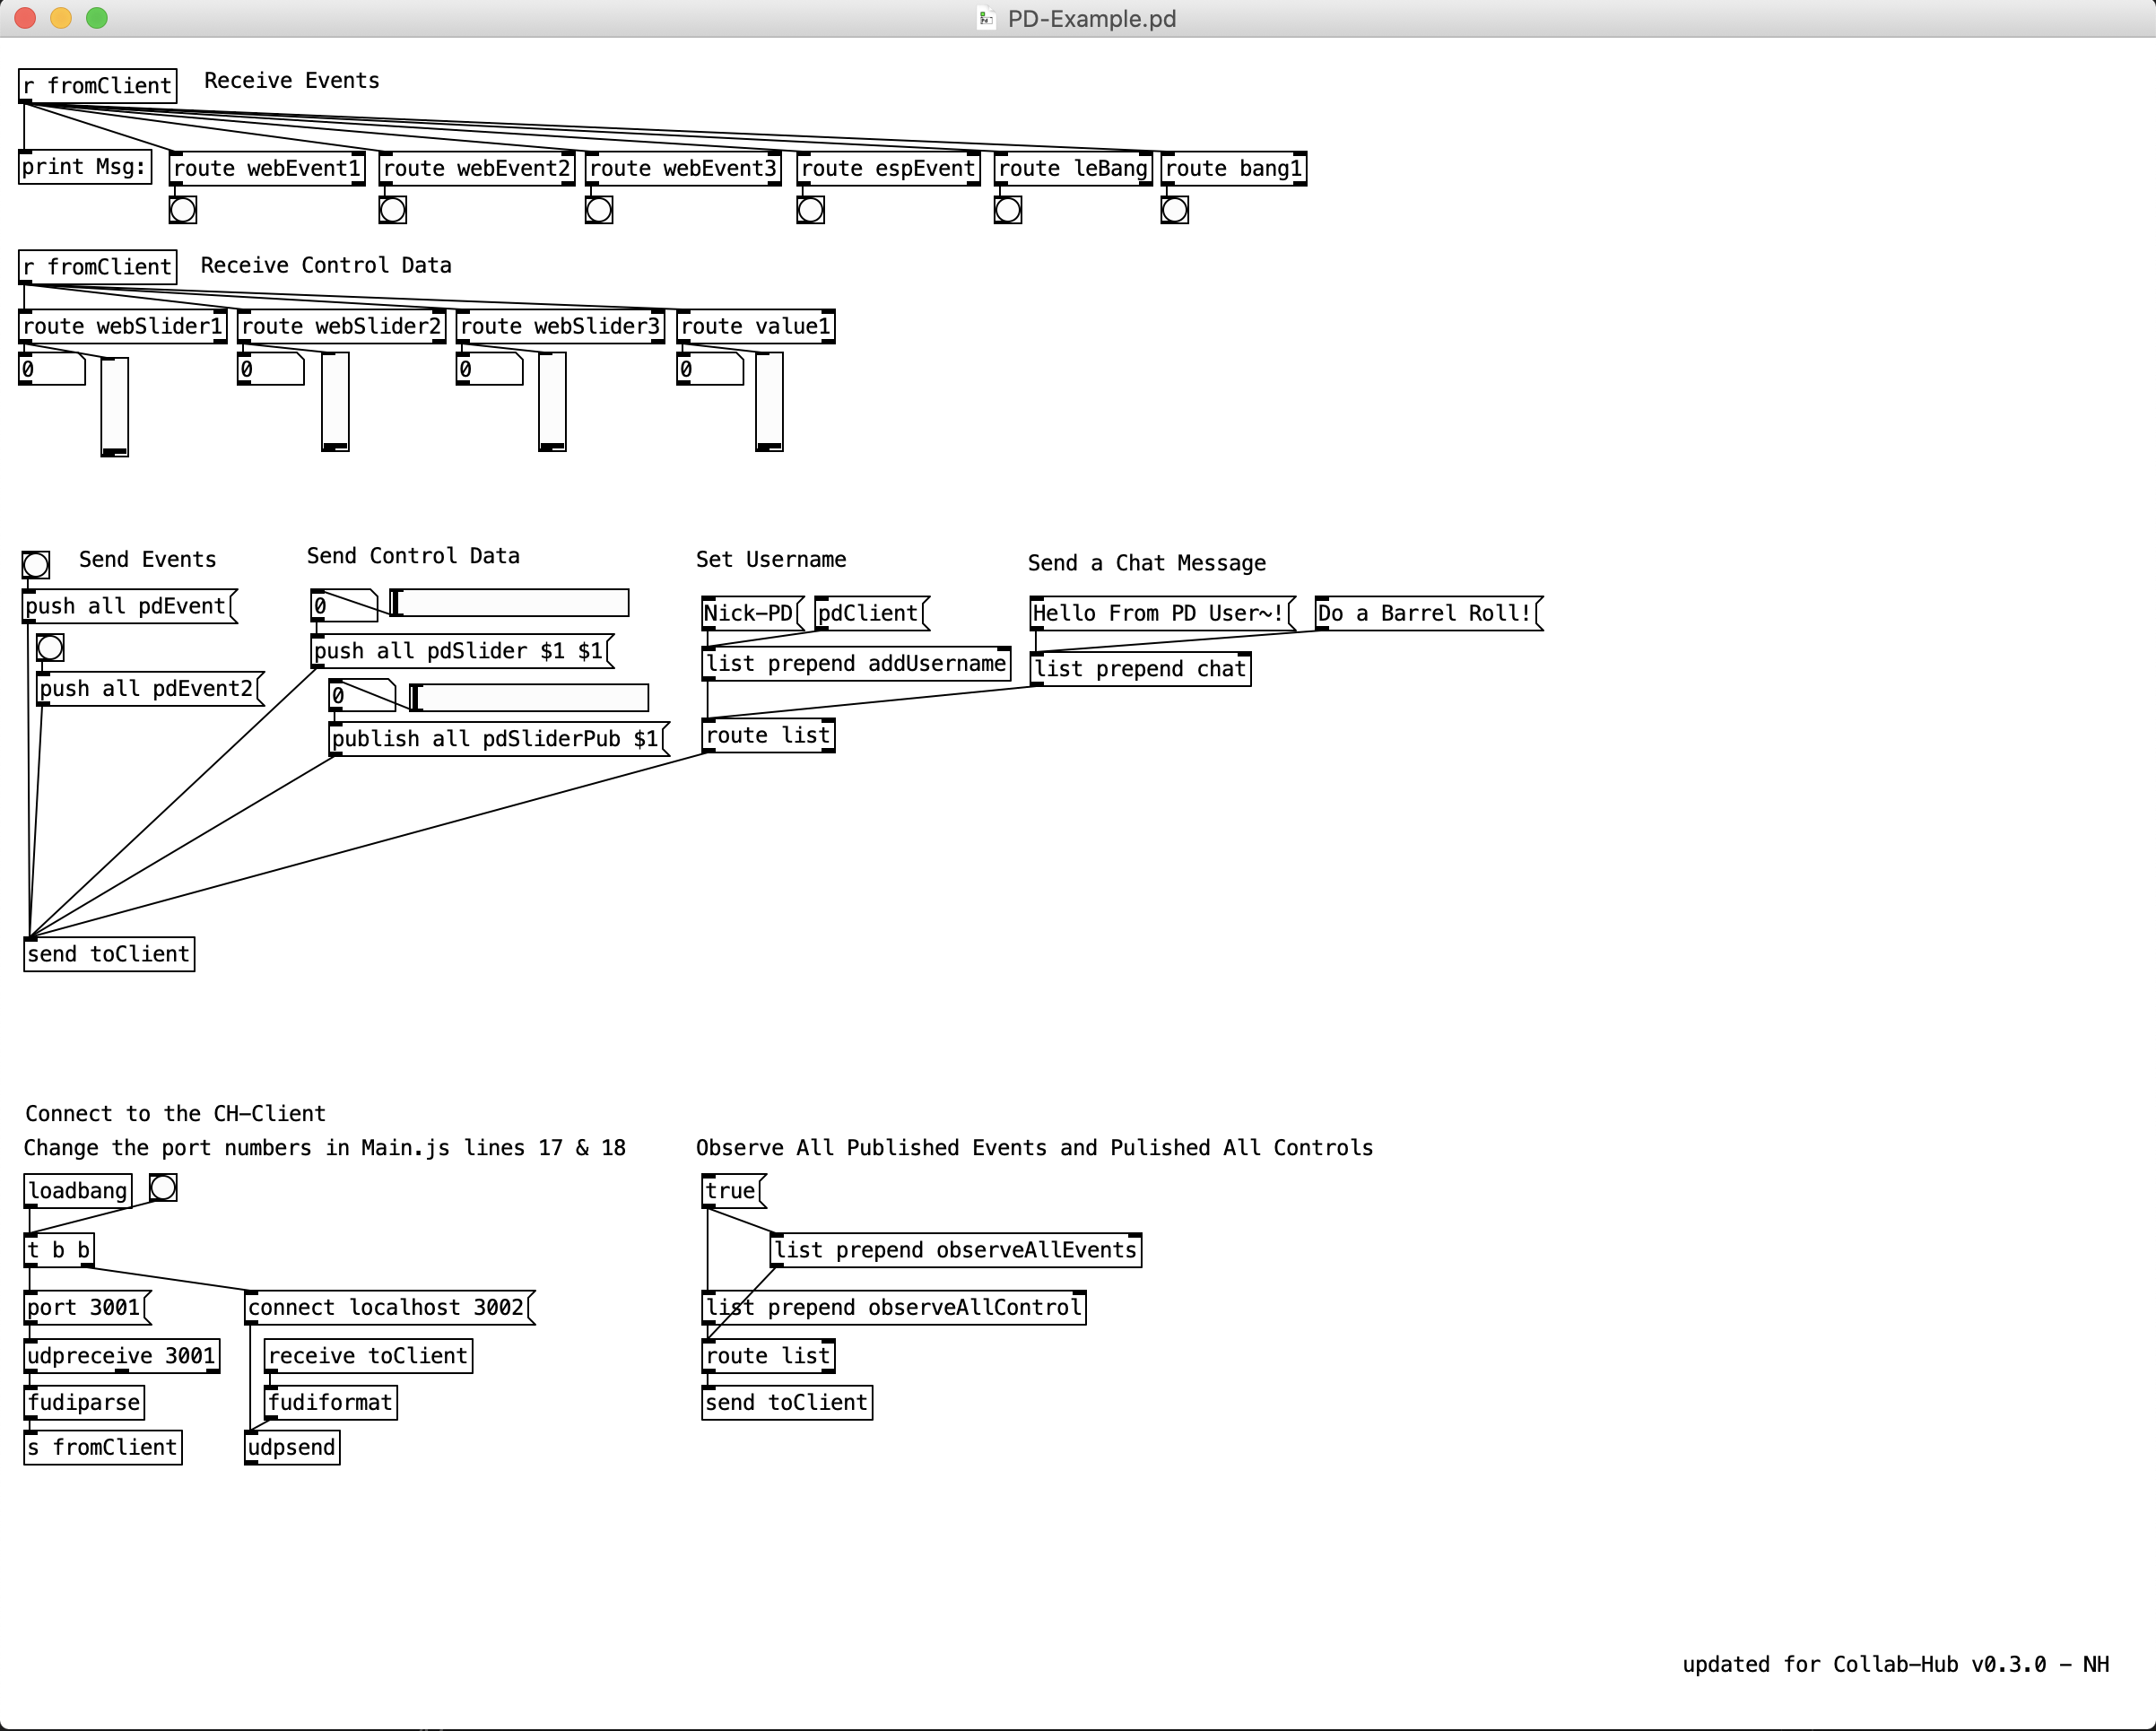 PD-Example.pd
r fromClient
Receive Events
print Msg:
route webEvent1
route webEvent2
route webEvent3
route espEvent
route leBang
route bang1
r fromClient
Receive Control Data
route webSlider1
route webSlider2
route webSlider3
route value1
0
0
0
0
Send Events
push all pdEvent
push all pdEvent2
Send Control Data
0
push all pdSlider $1 $1
0
publish all pdSliderPub $1
Set Username
Nick-PD
pdClient
list prepend addUsername
route list
Send a Chat Message
Hello From PD User~!
Do a Barrel Roll!
list prepend chat
send toClient
Connect to the CH-Client
Change the port numbers in Main.js lines 17 & 18
loadbang
t b b
port 3001
connect localhost 3002
udpreceive 3001
receive toClient
fudiparse
fudiformat
s fromClient
udpsend
Observe All Published Events and Pulished All Controls
true
list prepend observeAllEvents
list prepend observeAllControl
route list
send toClient
updated for Collab-Hub v0.3.0 - NH